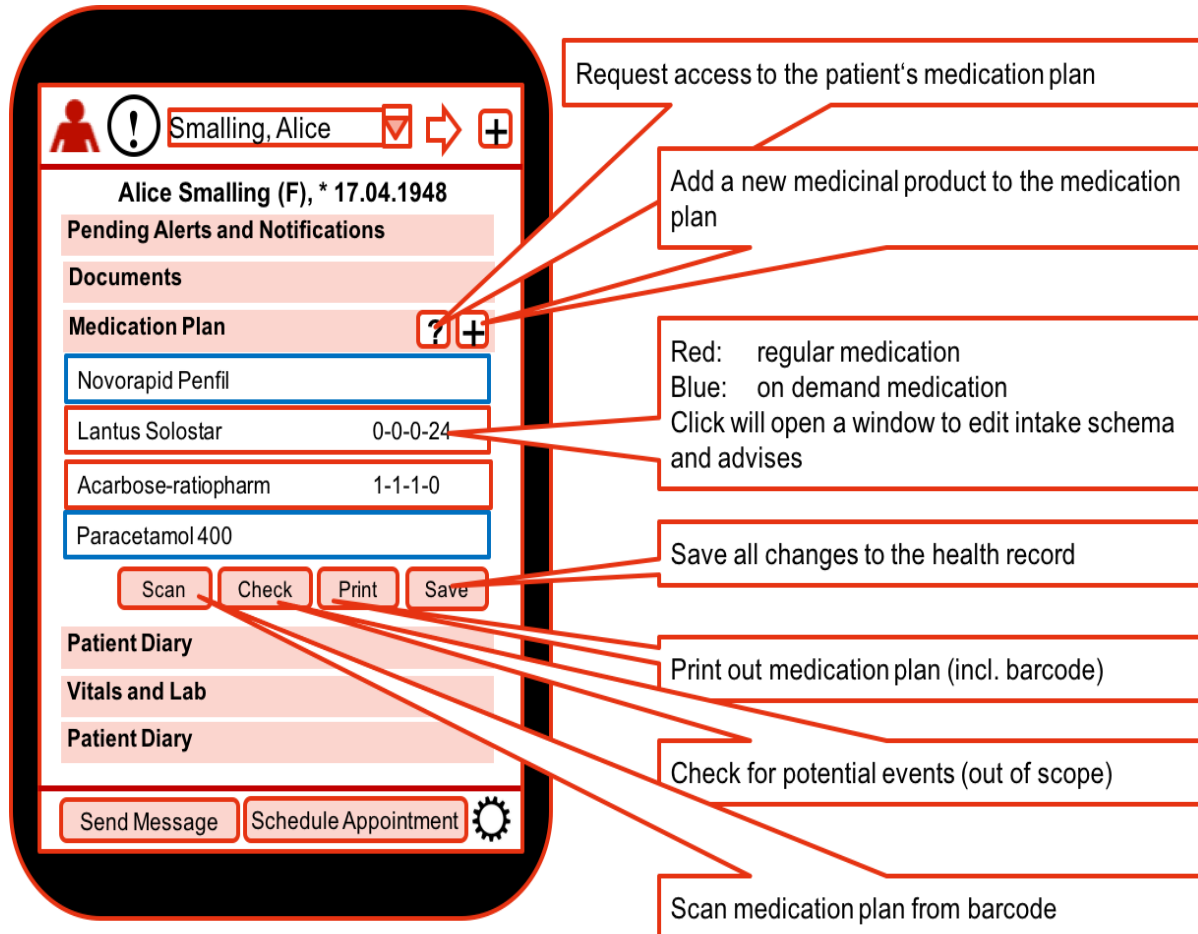 Smalling, Alice
+
Alice Smalling (F), * 17.04.1948
Pending Alerts and Notifications
Documents
Medication Plan ? +
Novorapid Penfil
Lantus Solostar 0-0-0-24
Acarbose-ratiopharm 1-1-1-0
Paracetamol 400
Scan Check Print Save
Patient Diary
Vitals and Lab
Patient Diary
Send Message Schedule Appointment
Request access to the patient‘s medication plan
Add a new medicinal product to the medication
plan
Red: regular medication
Blue: on demand medication
Click will open a window to edit intake schema
and advises
Save all changes to the health record
Print out medication plan (incl. barcode)
Check for potential events (out of scope)
Scan medication plan from barcode